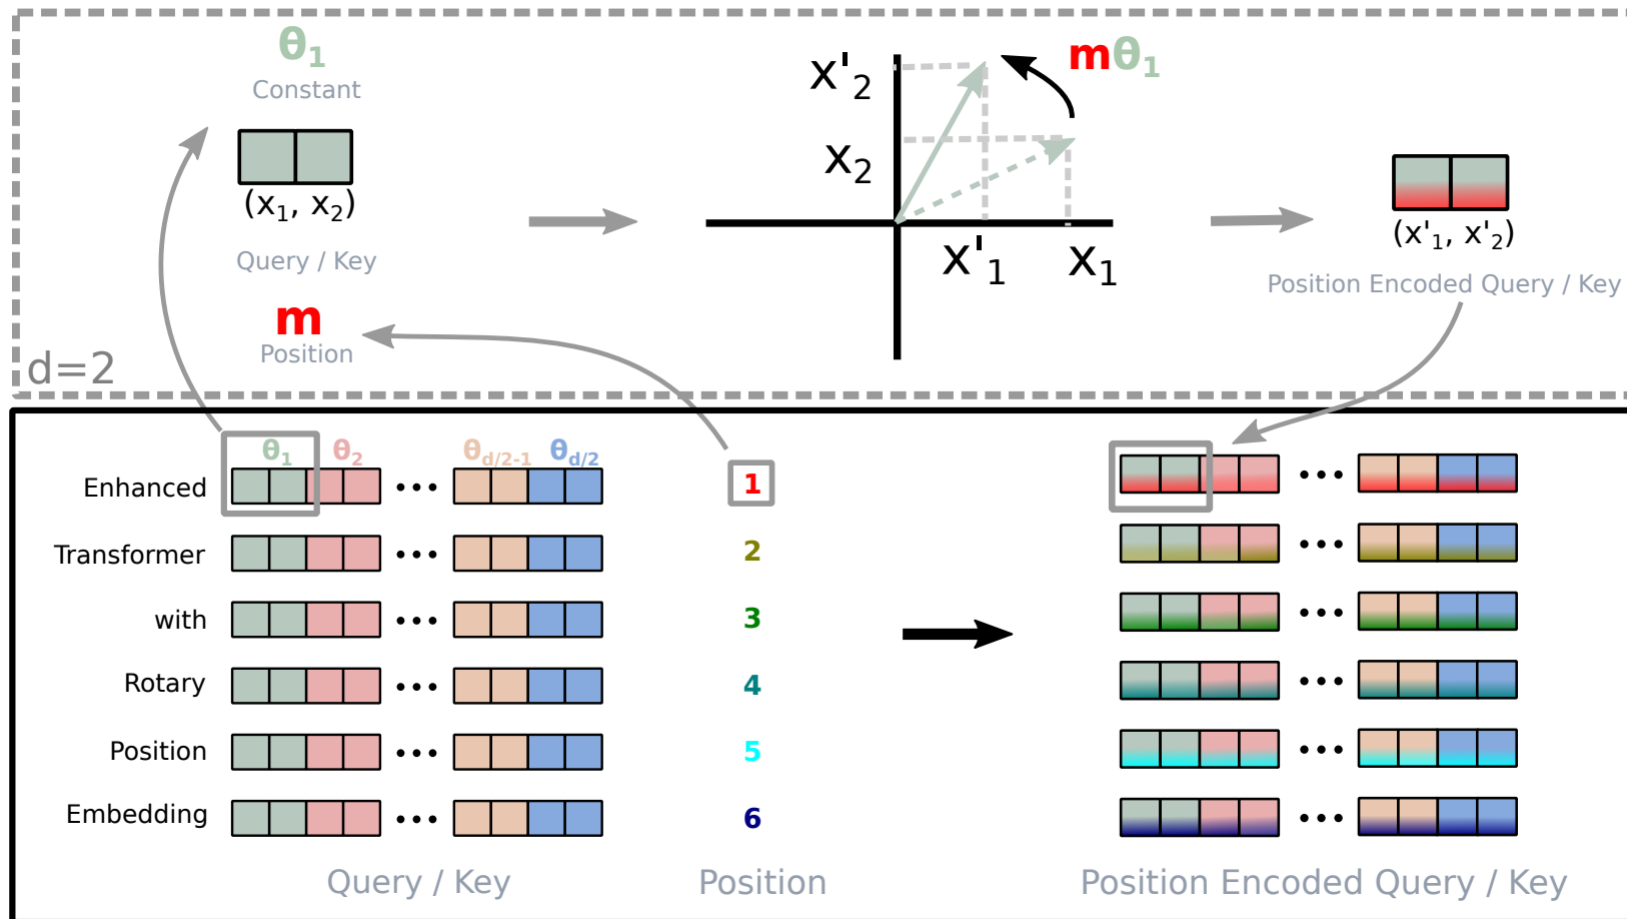 θ1
Constant
(x1, x2)
Query / Key
m
Position
d=2
x'2
x2
x'1
x1
mθ1
(x'1, x'2)
Position Encoded Query / Key
θ1 θ2 θd/2-1 θd/2
Enhanced 1
Transformer 2
with 3
Rotary 4
Position 5
Embedding 6
Query / Key Position Position Encoded Query / Key